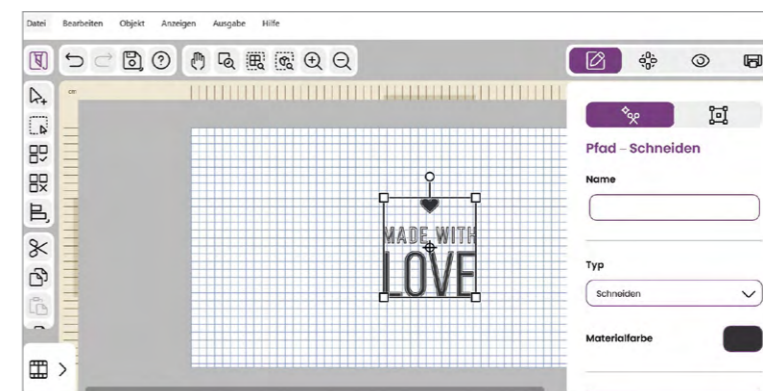 Datei Bearbeiten Objekt Anzeigen Ausgabe Hilfe
cm
Pfad – Schneiden
Name
MADE WITH
LOVE
Typ
Schneiden
Materialfarbe